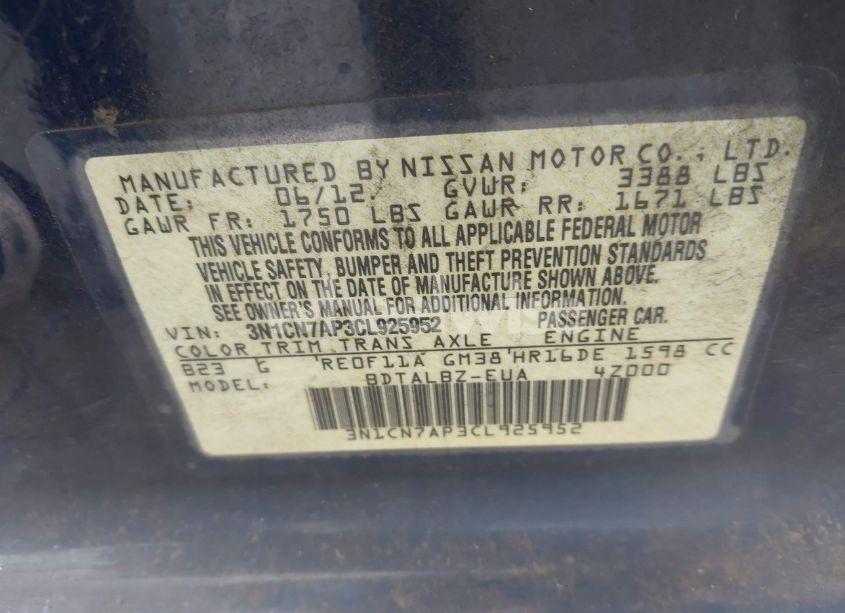 MANUFACTURED BY NISSAN MOTOR CO., LTD.
DATE: 06/12 GVWR: 3388 LBS
GAWR FR: 1750 LBS GAWR RR: 1671 LBS
THIS VEHICLE CONFORMS TO ALL APPLICABLE FEDERAL MOTOR
VEHICLE SAFETY, BUMPER AND THEFT PREVENTION STANDARDS
IN EFFECT ON THE DATE OF MANUFACTURE SHOWN ABOVE.
SEE OWNER'S MANUAL FOR ADDITIONAL INFORMATION.
VIN: 3N1CN7AP3CL925952 PASSENGER CAR.
COLOR TRIM TRANS AXLE ENGINE
B23 G RE0F11A GM38 HR16DE 1598 CC
MODEL: BDTALBZ-EUA 4Z000
3N1CN7AP3CL925952